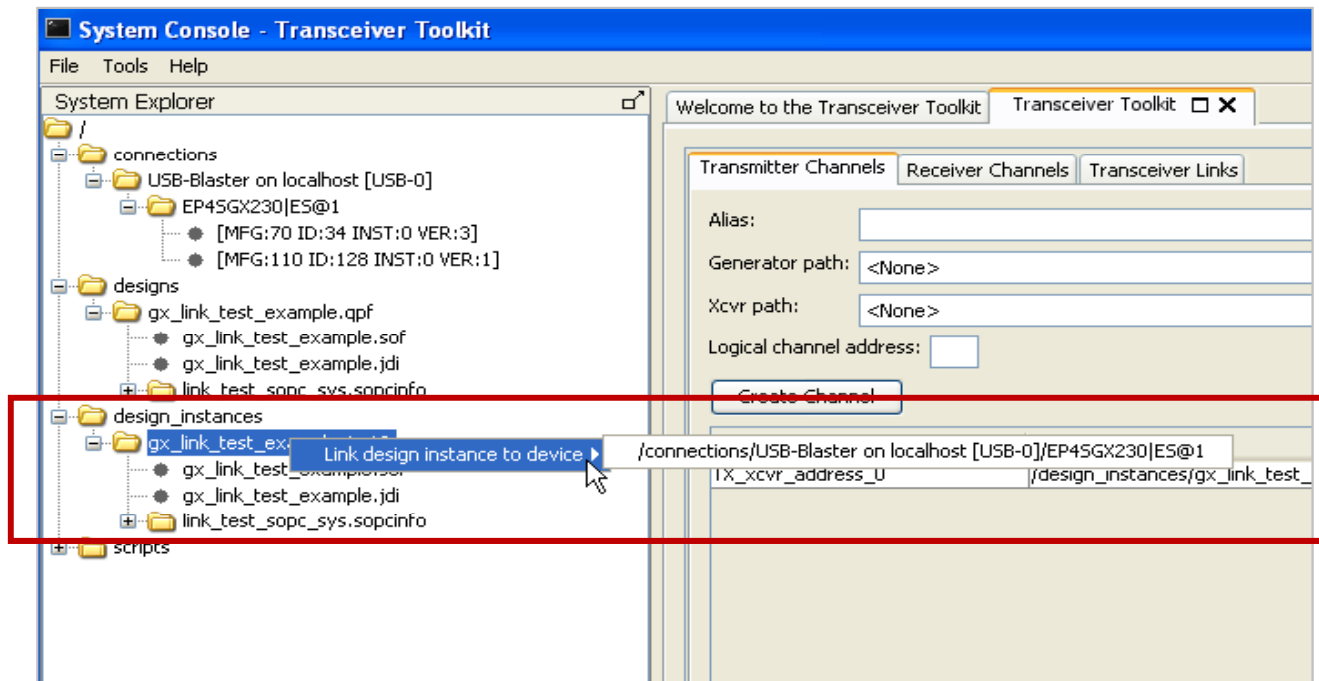 System Console - Transceiver Toolkit
File Tools Help
System Explorer
/
connections
USB-Blaster on localhost [USB-0]
EP4SGX230|ES@1
[MFG:70 ID:34 INST:0 VER:3]
[MFG:110 ID:128 INST:0 VER:1]
designs
gx_link_test_example.qpf
gx_link_test_example.sof
gx_link_test_example.jdi
link_test_sopc_sys.sopcinfo
design_instances
gx_link_test_ex
Link design instance to device
/connections/USB-Blaster on localhost [USB-0]/EP4SGX230|ES@1
gx_link_test_example.sof
gx_link_test_example.jdi
link_test_sopc_sys.sopcinfo
scripts
Welcome to the Transceiver Toolkit
Transceiver Toolkit
Transmitter Channels
Receiver Channels
Transceiver Links
Alias:
Generator path: <None>
Xcvr path: <None>
Logical channel address:
Create Channel
TX_xcvr_address_0 /design_instances/gx_link_test_